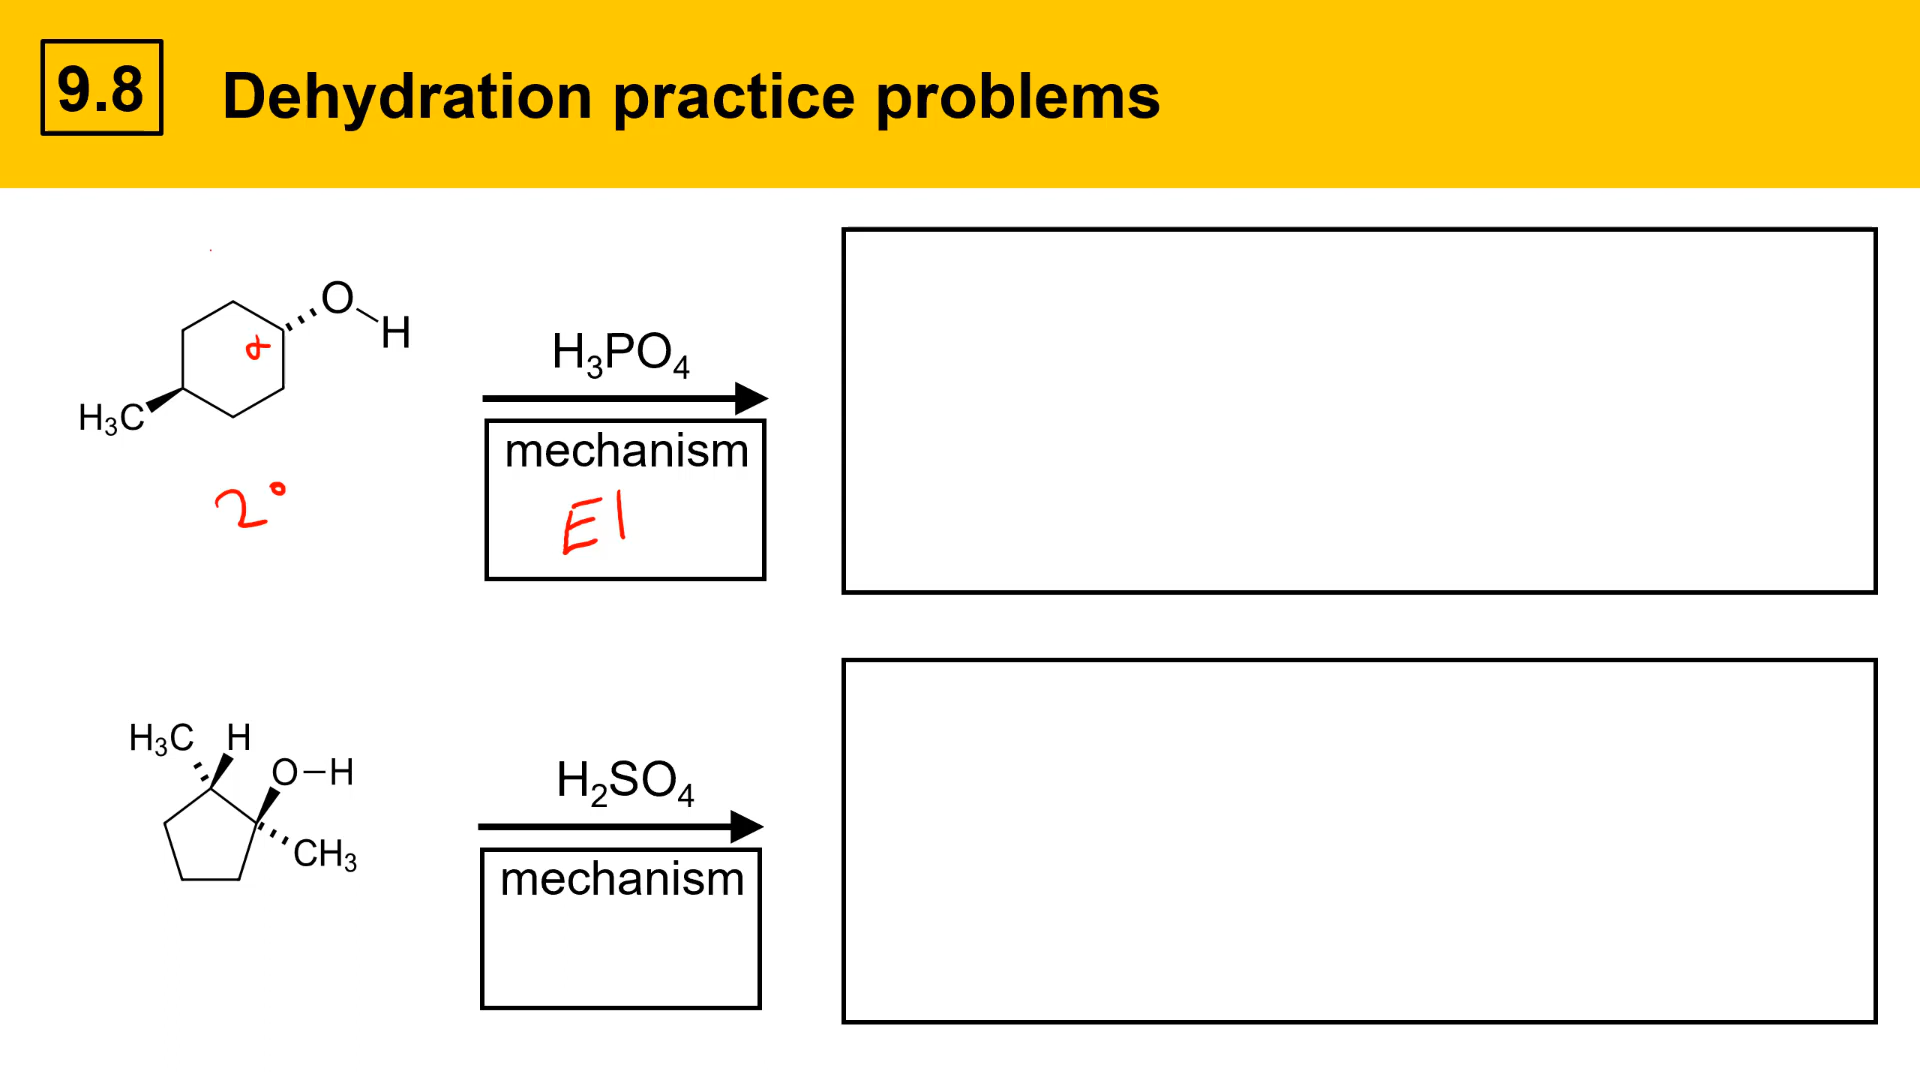 9.8 Dehydration practice problems
O
H
α
H₃C
2°
H₃PO₄
mechanism
E1
H₃C H
O–H
CH₃
H₂SO₄
mechanism